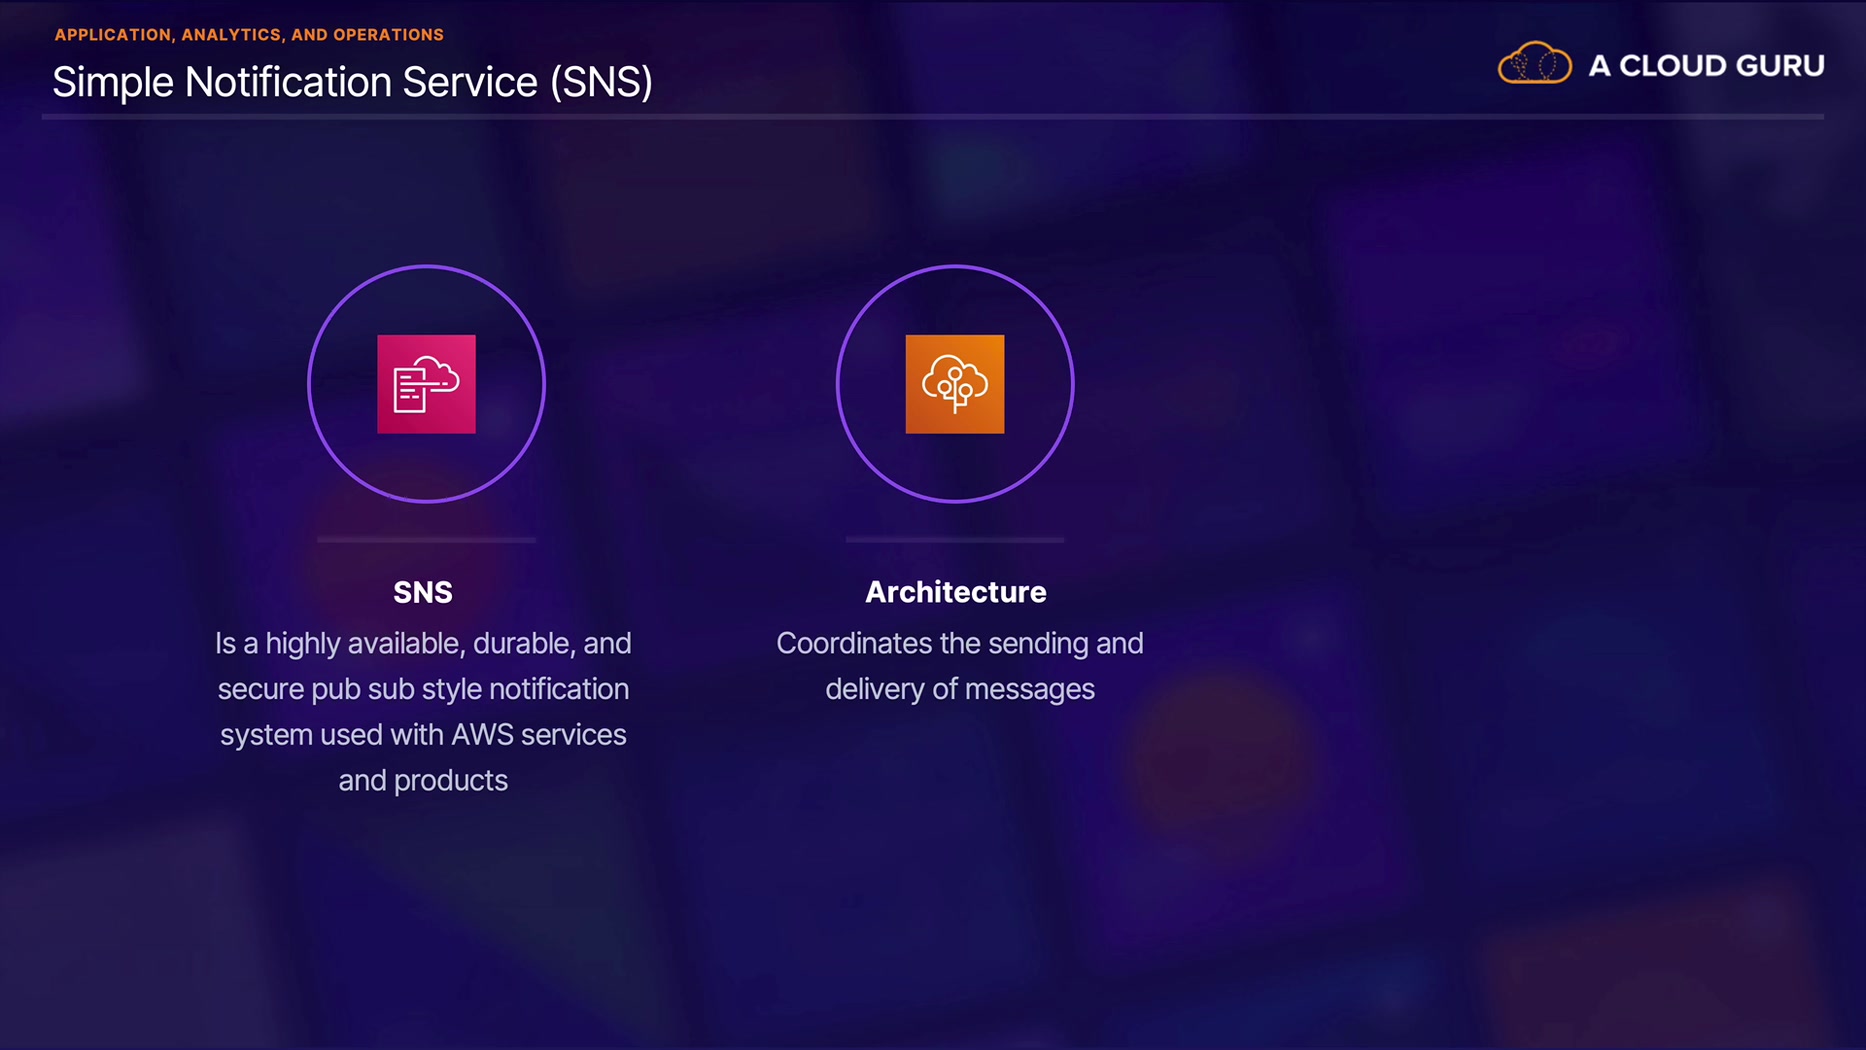 APPLICATION, ANALYTICS, AND OPERATIONS
Simple Notification Service (SNS)
A CLOUD GURU
SNS
Is a highly available, durable, and
secure pub sub style notification
system used with AWS services
and products
Architecture
Coordinates the sending and
delivery of messages